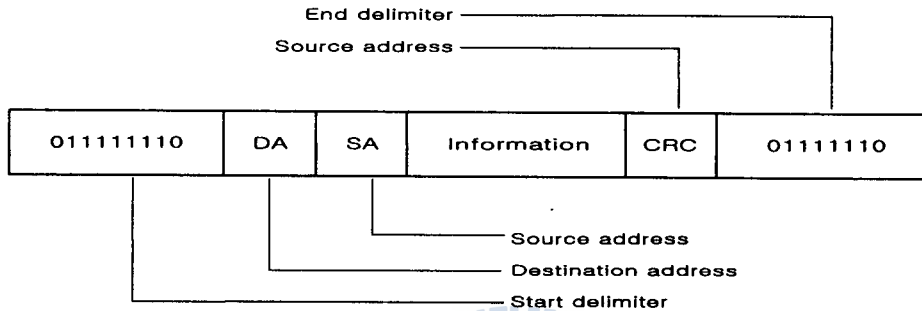 End delimiter
Source address
011111110 DA SA Information CRC 01111110
Source address
Destination address
Start delimiter